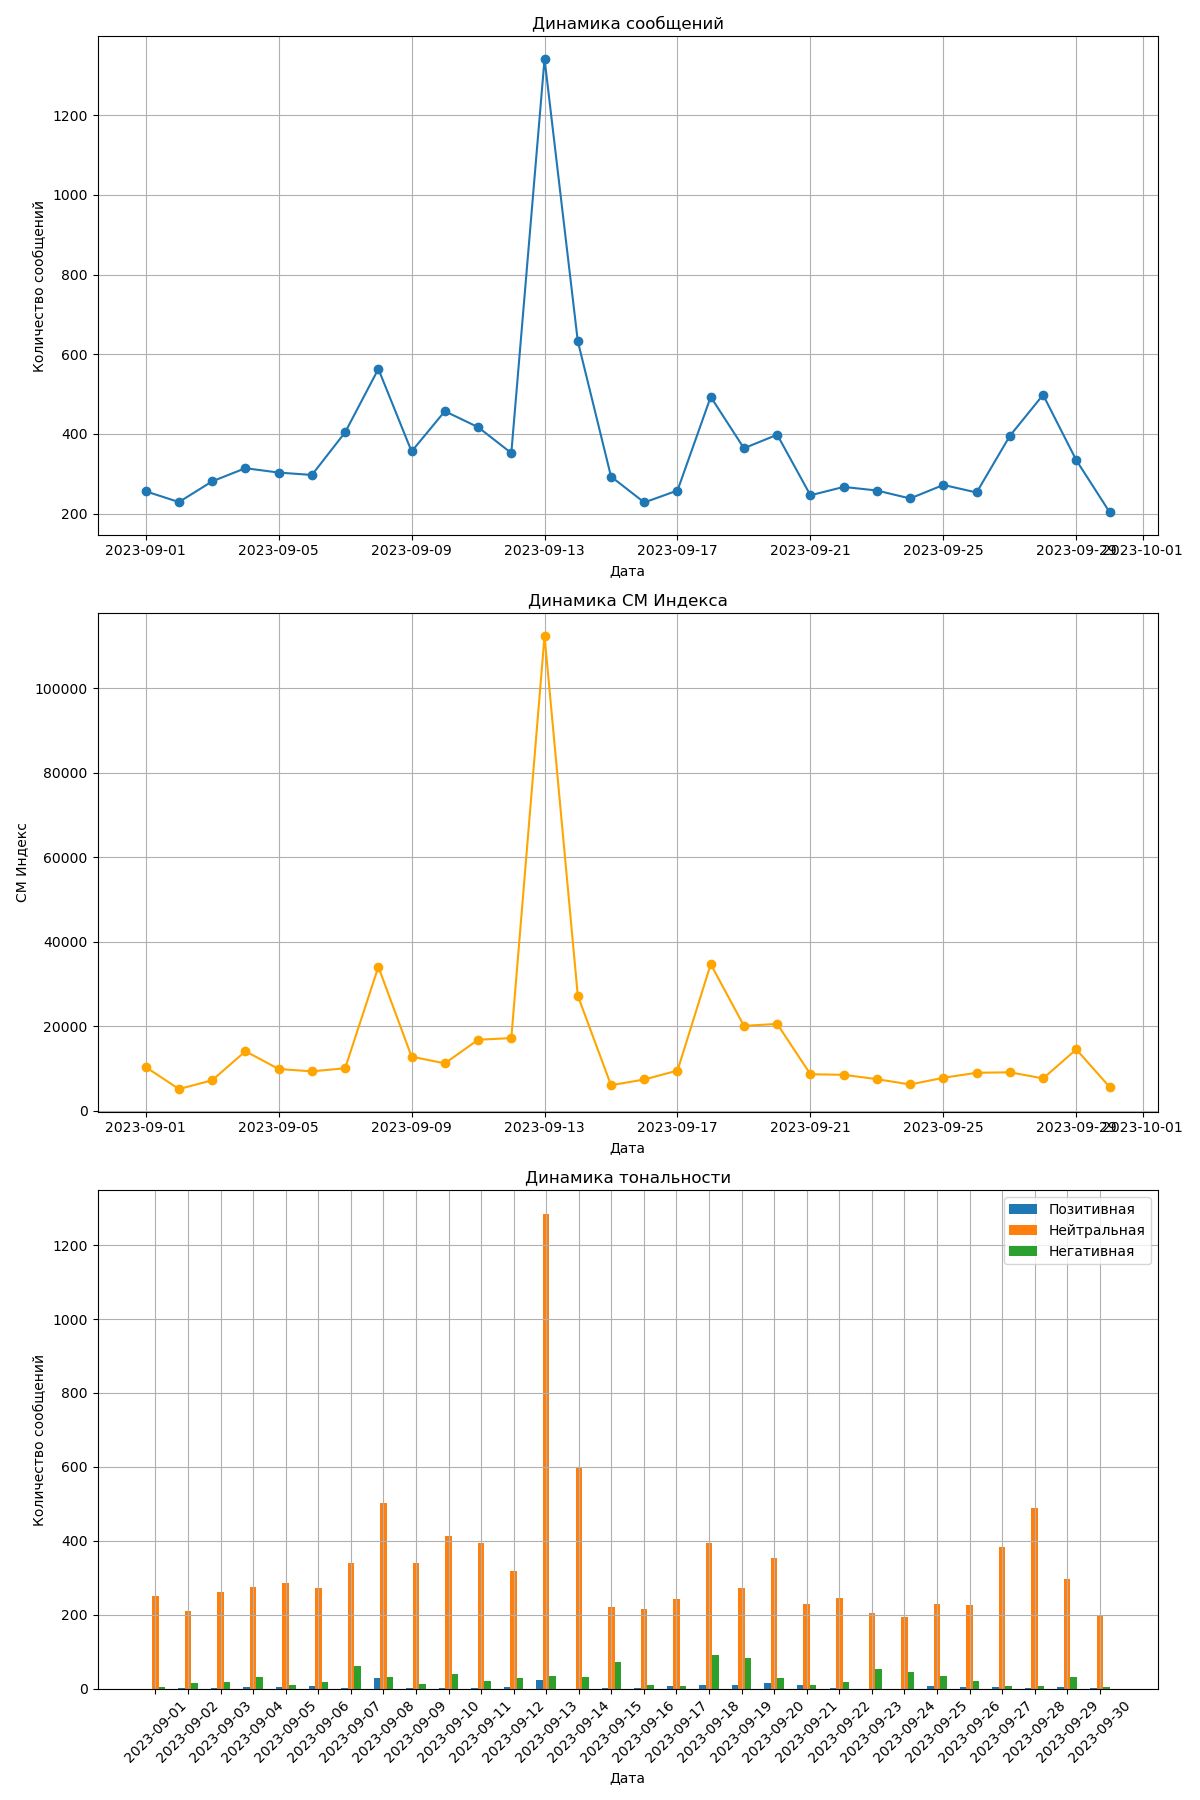 Динамика сообщений
Количество сообщений
1200
1000
800
600
400
200
2023-09-01 2023-09-05 2023-09-09 2023-09-13 2023-09-17 2023-09-21 2023-09-25 2023-09-29 2023-10-01
Дата
Динамика СМ Индекса
СМ Индекс
100000
80000
60000
40000
20000
0
2023-09-01 2023-09-05 2023-09-09 2023-09-13 2023-09-17 2023-09-21 2023-09-25 2023-09-29 2023-10-01
Дата
Динамика тональности
Количество сообщений
Позитивная
Нейтральная
Негативная
1200
1000
800
600
400
200
0
2023-09-01 2023-09-02 2023-09-03 2023-09-04 2023-09-05 2023-09-06 2023-09-07 2023-09-08 2023-09-09 2023-09-10 2023-09-11 2023-09-12 2023-09-13 2023-09-14 2023-09-15 2023-09-16 2023-09-17 2023-09-18 2023-09-19 2023-09-20 2023-09-21 2023-09-22 2023-09-23 2023-09-24 2023-09-25 2023-09-26 2023-09-27 2023-09-28 2023-09-29 2023-09-30
Дата